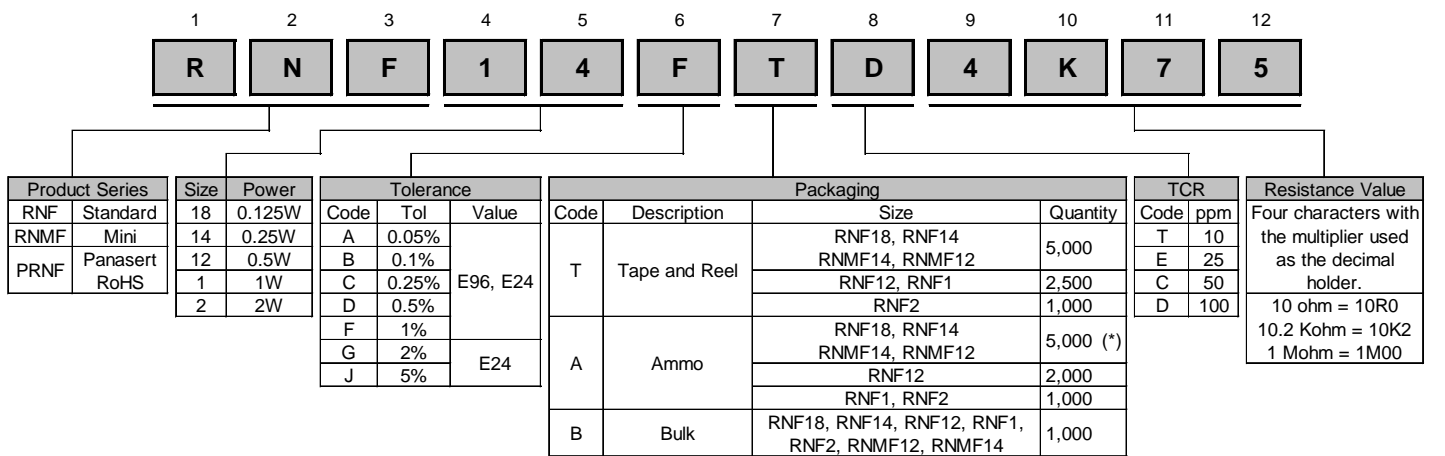 1 2 3 4 5 6 7 8 9 10 11 12
R N F 1 4 F T D 4 K 7 5
Product Series
RNF Standard
RNMF Mini
PRNF Panasert
RoHS
Size Power
18 0.125W
14 0.25W
12 0.5W
1 1W
2 2W
Tolerance
Code Tol Value
A 0.05%
B 0.1%
C 0.25%
D 0.5%
F 1%
E96, E24
G 2%
J 5%
E24
Packaging
Code Description Size Quantity
T Tape and Reel
RNF18, RNF14
RNMF14, RNMF12
5,000
RNF12, RNF1 2,500
RNF2 1,000
A Ammo
RNF18, RNF14
RNMF14, RNMF12
5,000 (*)
RNF12 2,000
RNF1, RNF2 1,000
B Bulk
RNF18, RNF14, RNF12, RNF1,
RNF2, RNMF12, RNMF14
1,000
TCR
Code ppm
T 10
E 25
C 50
D 100
Resistance Value
Four characters with
the multiplier used
as the decimal
holder.
10 ohm = 10R0
10.2 Kohm = 10K2
1 Mohm = 1M00